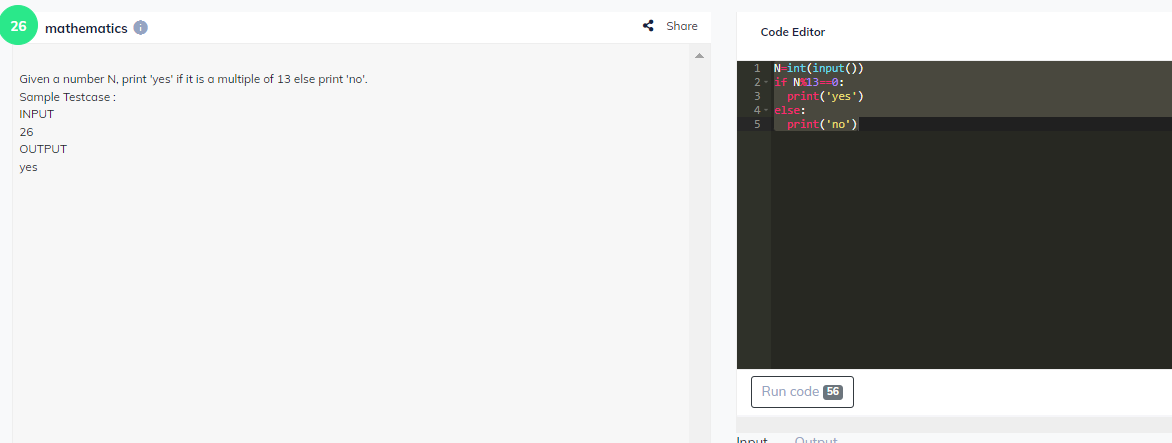 26
mathematics i
Share
Given a number N, print 'yes' if it is a multiple of 13 else print 'no'.
Sample Testcase :
INPUT
26
OUTPUT
yes
Code Editor
1 N=int(input())
2 if N%13==0:
3 print('yes')
4 else:
5 print('no')
Run code 56
Input Output